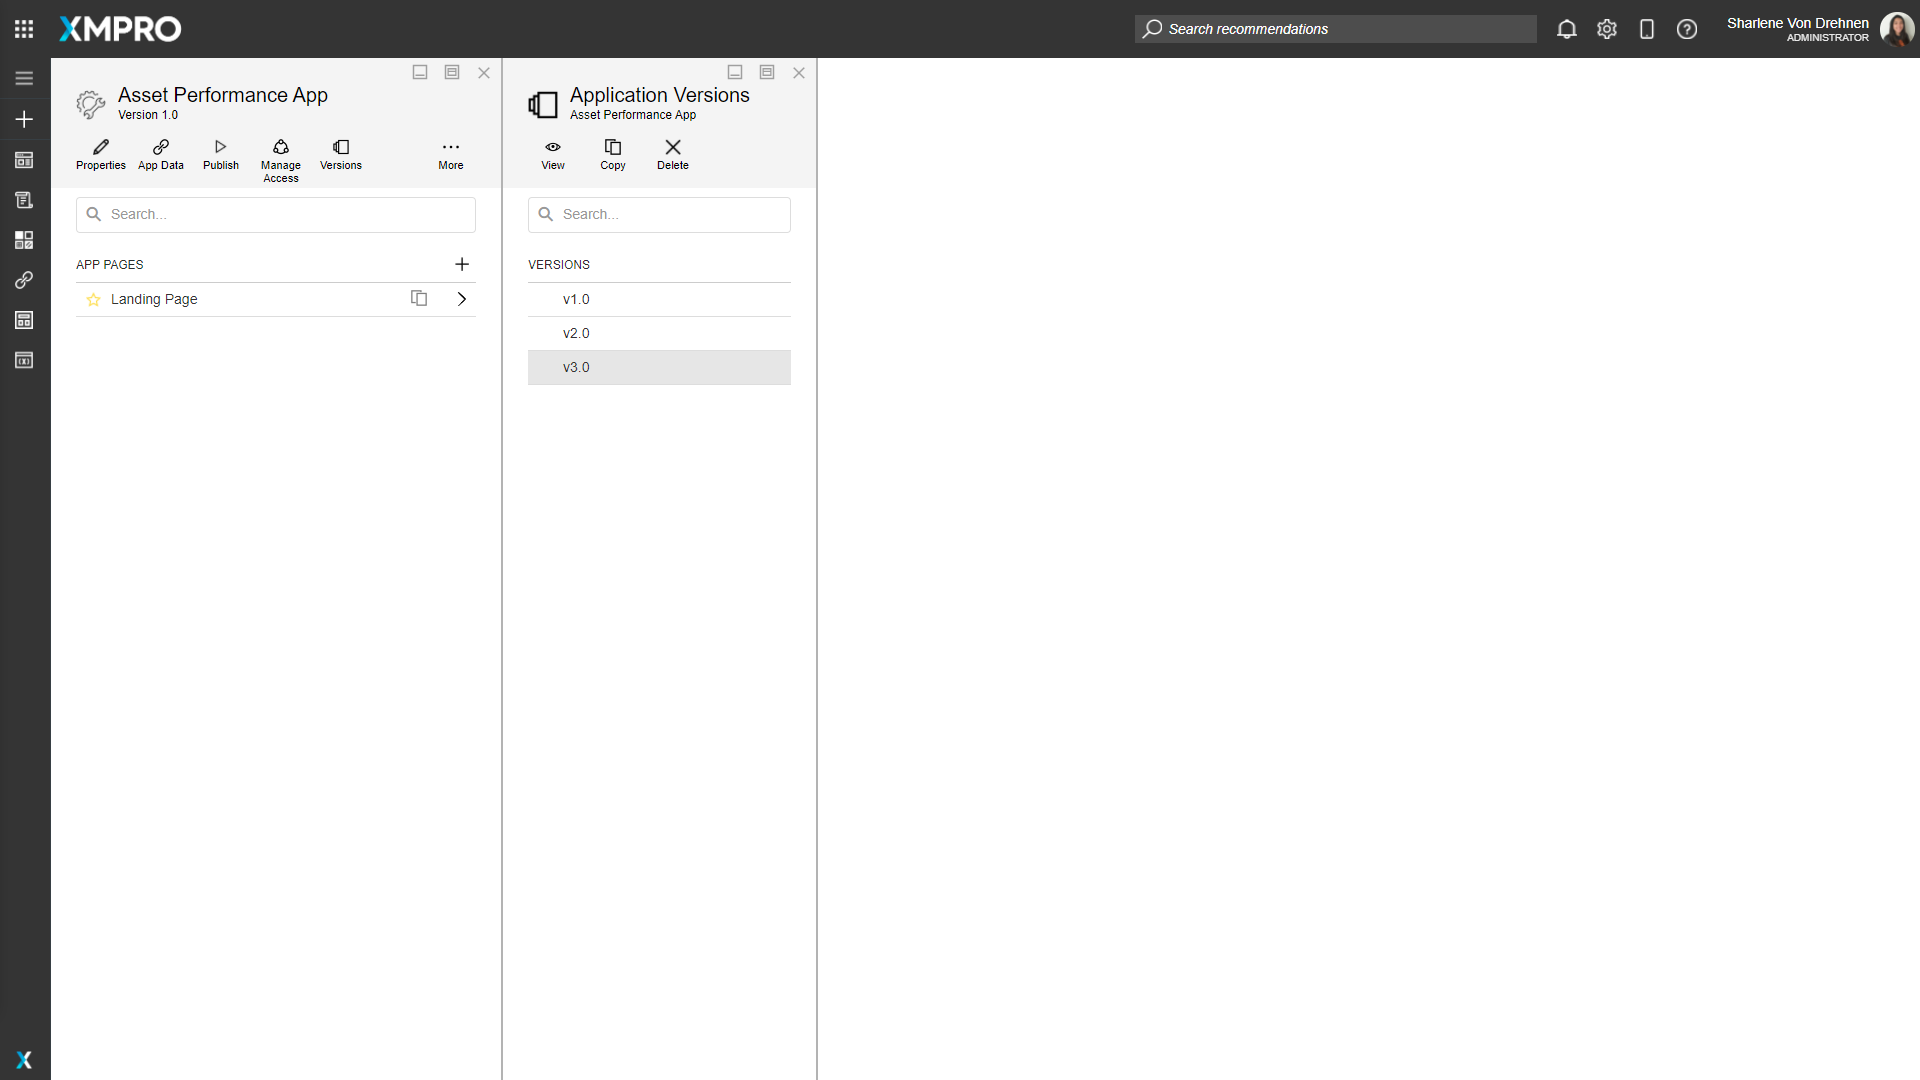 XMPRO
Search recommendations
Sharlene Von Drehnen
ADMINISTRATOR
Asset Performance App
Version 1.0
Properties
App Data
Publish
Manage
Access
Versions
More
Search...
APP PAGES
Landing Page
Application Versions
Asset Performance App
View
Copy
Delete
Search...
VERSIONS
v1.0
v2.0
v3.0